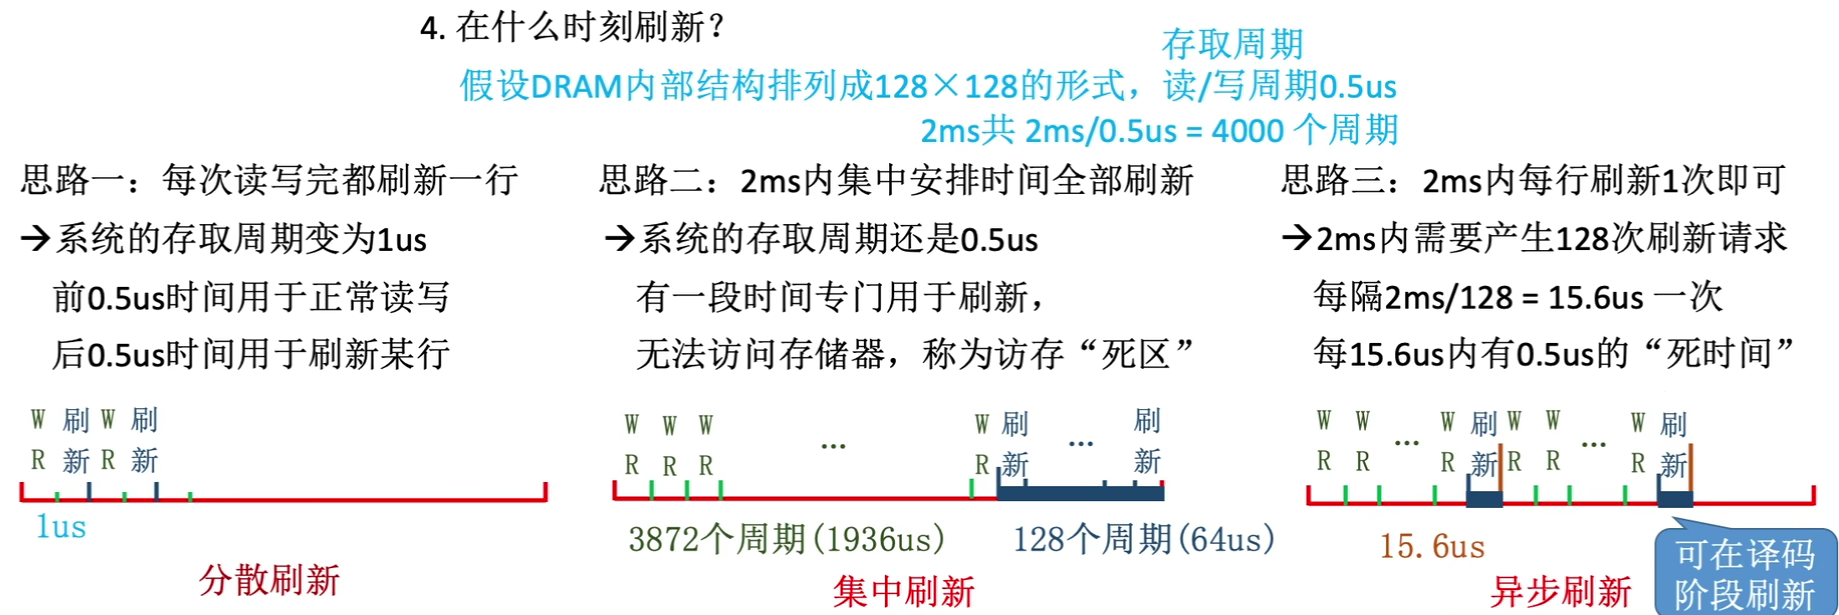 4. 在什么时刻刷新？
存取周期
假设DRAM内部结构排列成128×128的形式，读/写周期0.5us
2ms共 2ms/0.5us = 4000 个周期
思路一：每次读写完都刷新一行
→系统的存取周期变为1us
前0.5us时间用于正常读写
后0.5us时间用于刷新某行
W R 刷新 W R 刷新
1us
分散刷新
思路二：2ms内集中安排时间全部刷新
→系统的存取周期还是0.5us
有一段时间专门用于刷新，
无法访问存储器，称为访存“死区”
W R W R W R … W R 刷新 … 刷新
3872个周期(1936us) 128个周期(64us)
集中刷新
思路三：2ms内每行刷新1次即可
→2ms内需要产生128次刷新请求
每隔2ms/128 = 15.6us 一次
每15.6us内有0.5us的“死时间”
W R W R … W R 刷新 W R W R … W R 刷新
15.6us
异步刷新
可在译码
阶段刷新